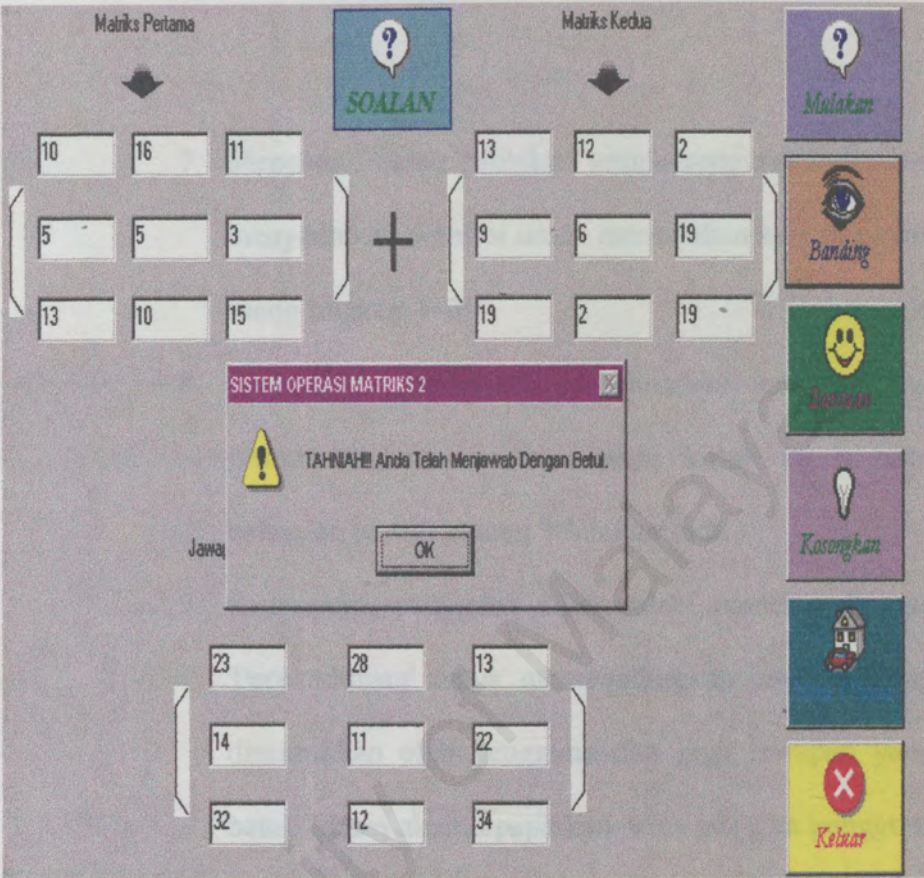 Matriks Pertama
Matriks Kedua
SOALAN
Mulakan
10 16 11
13 12 2
5 5 3
+
9 6 19
Banding
13 10 15
19 2 19
SISTEM OPERASI MATRIKS 2
TAHNIAH!!! Anda Telah Menjawab Dengan Betul.
OK
Kosongkan
23 28 13
14 11 22
32 12 34
Keluar